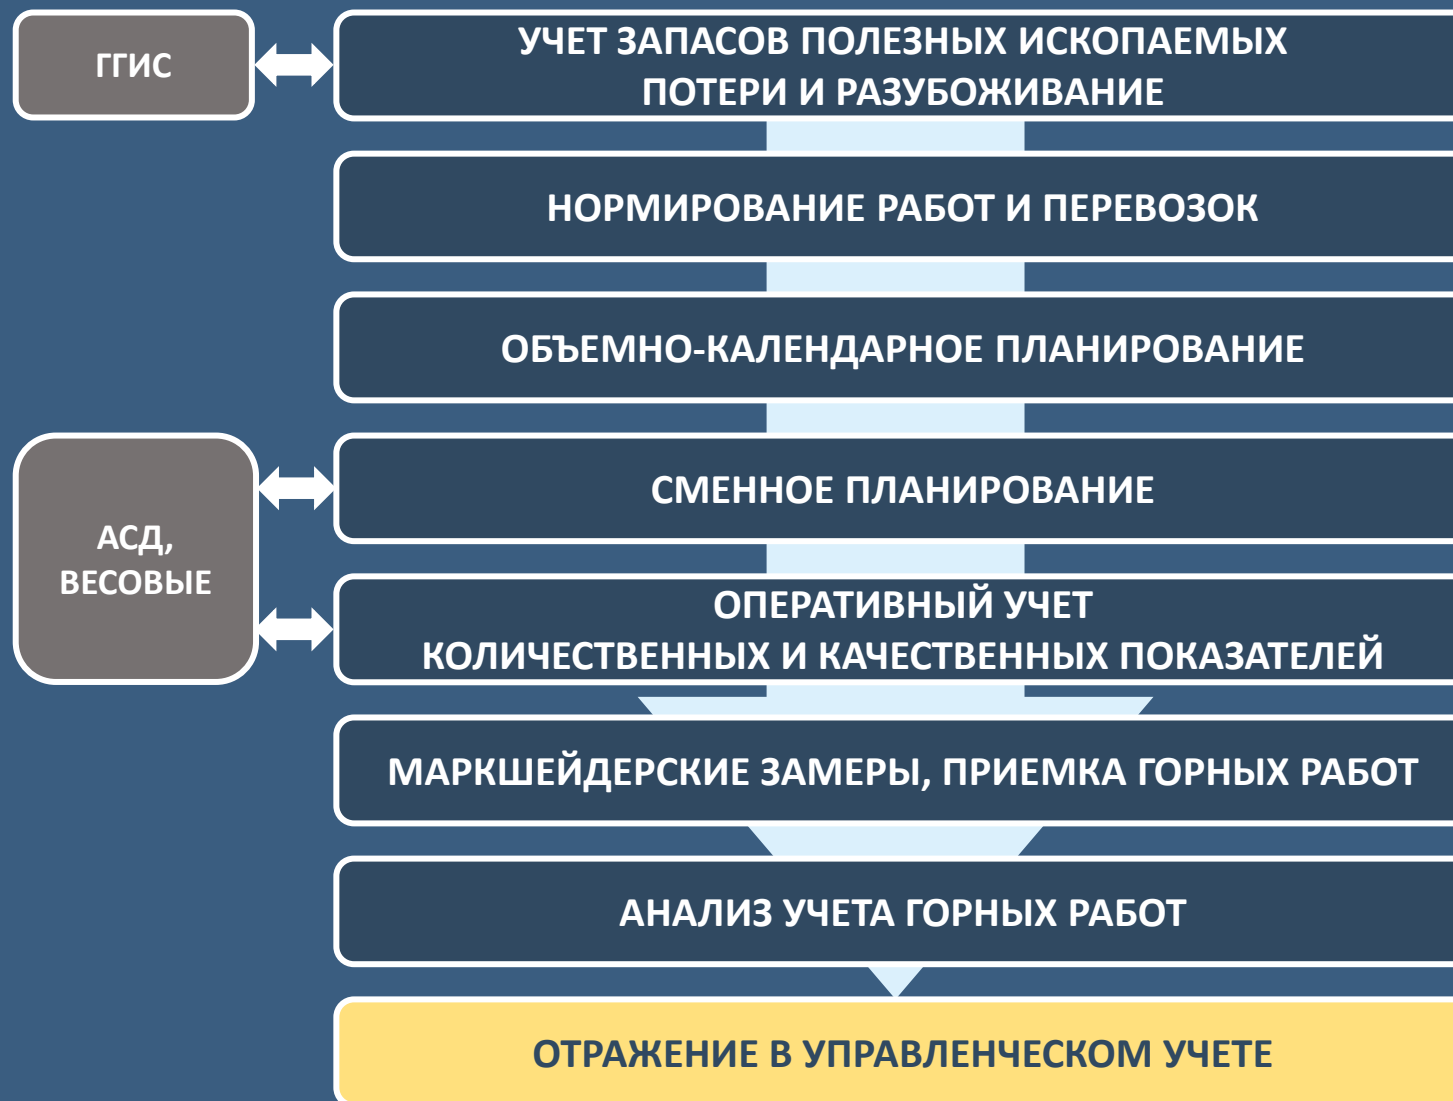 ГГИС
УЧЕТ ЗАПАСОВ ПОЛЕЗНЫХ ИСКОПАЕМЫХ
ПОТЕРИ И РАЗУБОЖИВАНИЕ
НОРМИРОВАНИЕ РАБОТ И ПЕРЕВОЗОК
ОБЪЕМНО-КАЛЕНДАРНОЕ ПЛАНИРОВАНИЕ
АСД,
ВЕСОВЫЕ
СМЕННОЕ ПЛАНИРОВАНИЕ
ОПЕРАТИВНЫЙ УЧЕТ
КОЛИЧЕСТВЕННЫХ И КАЧЕСТВЕННЫХ ПОКАЗАТЕЛЕЙ
МАРКШЕЙДЕРСКИЕ ЗАМЕРЫ, ПРИЕМКА ГОРНЫХ РАБОТ
АНАЛИЗ УЧЕТА ГОРНЫХ РАБОТ
ОТРАЖЕНИЕ В УПРАВЛЕНЧЕСКОМ УЧЕТЕ